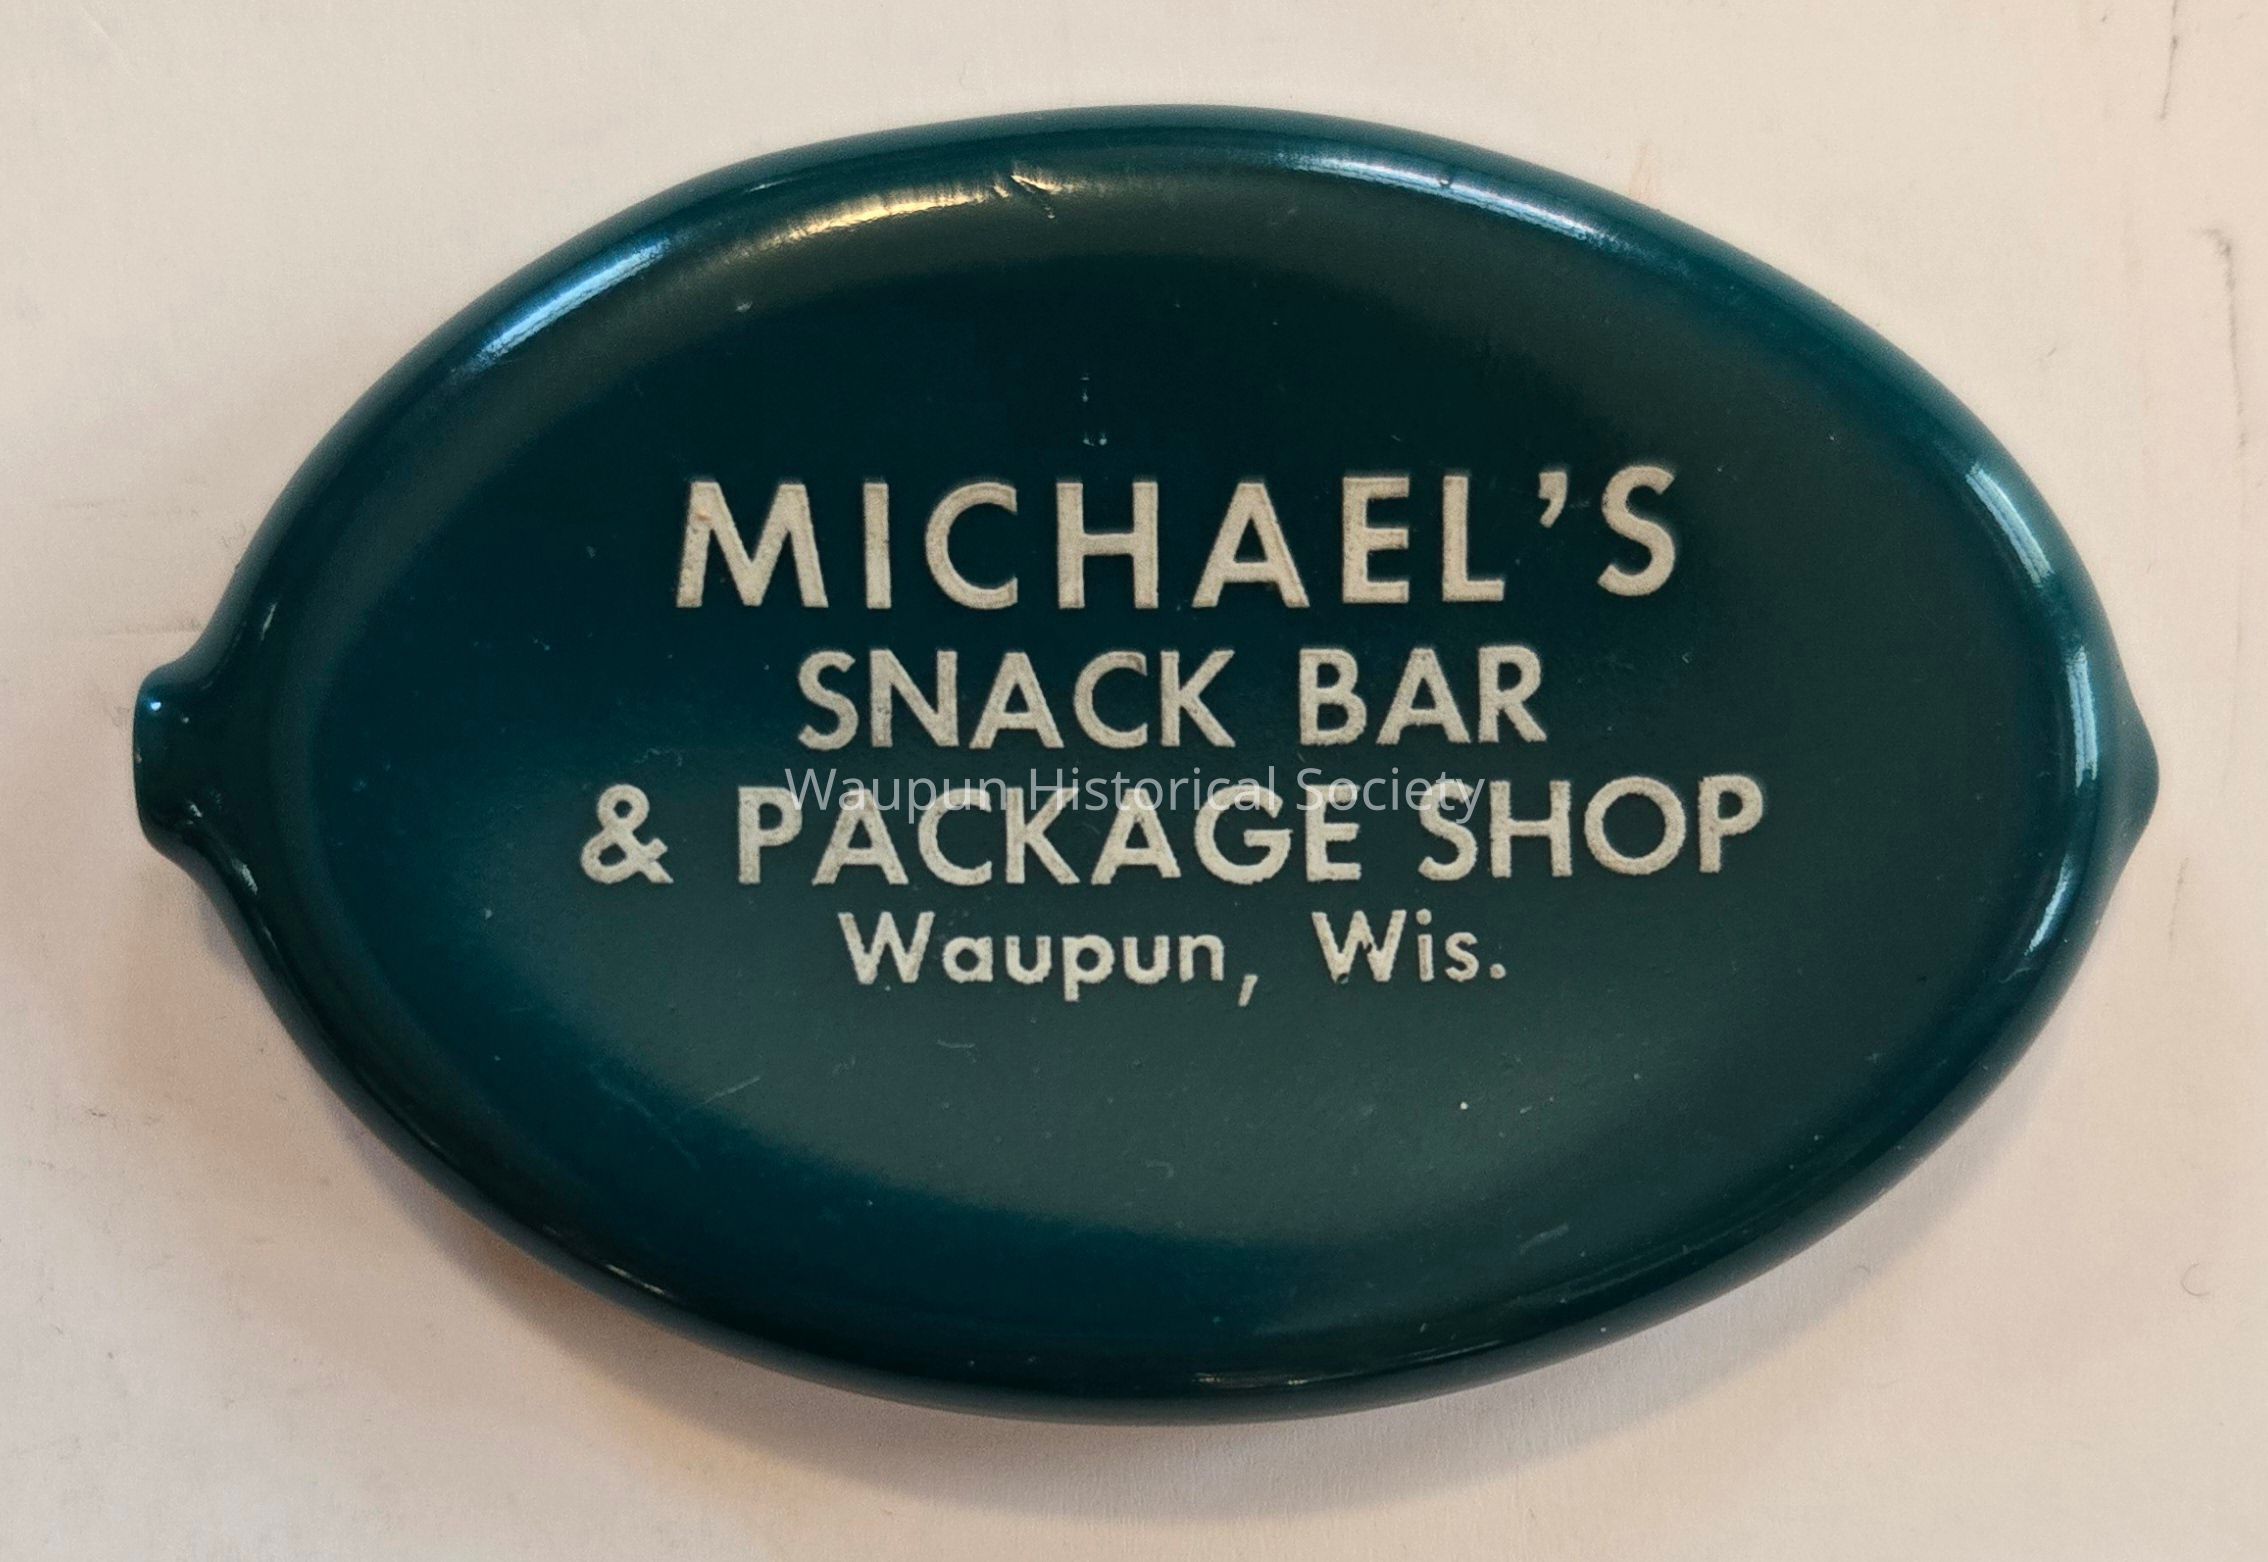 MICHAEL'S
SNACK BAR
Waupun Historical Society
& PACKAGE SHOP
Waupun, Wis.